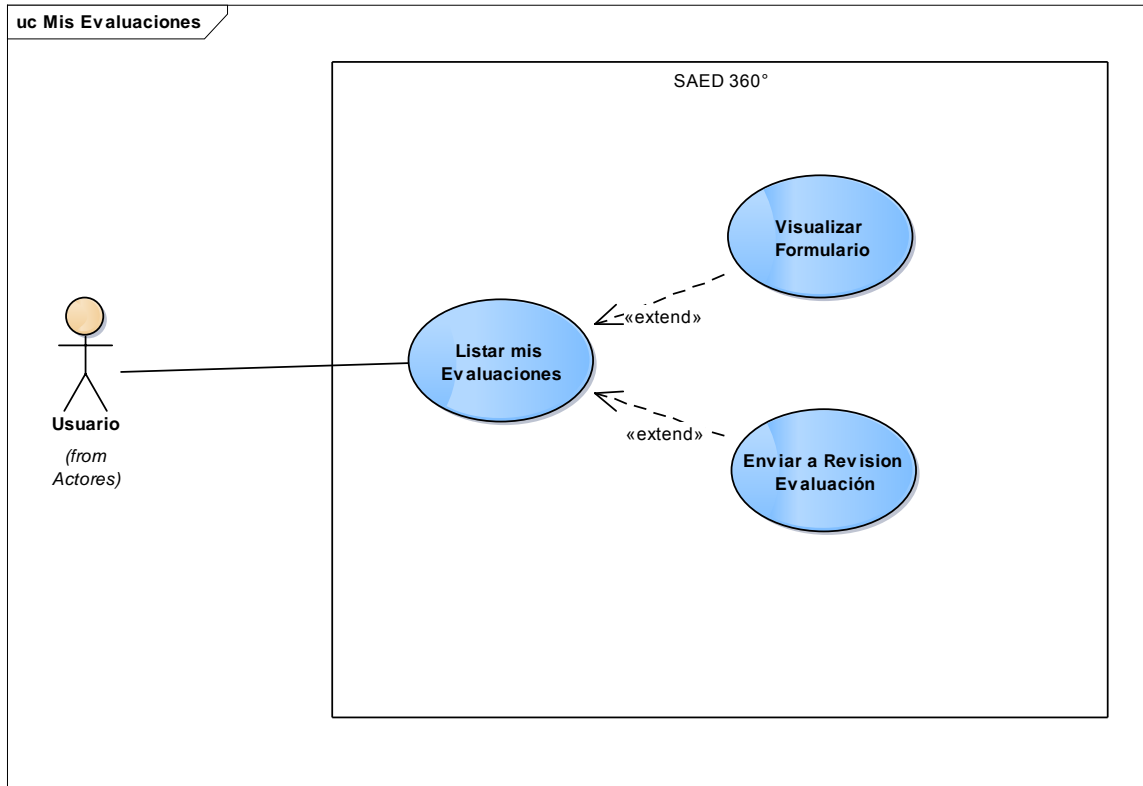 uc Mis Evaluaciones
SAED 360°
Visualizar
Formulario
«extend»
Listar mis
Evaluaciones
Usuario
(from
Actores)
«extend»
Enviar a Revision
Evaluación